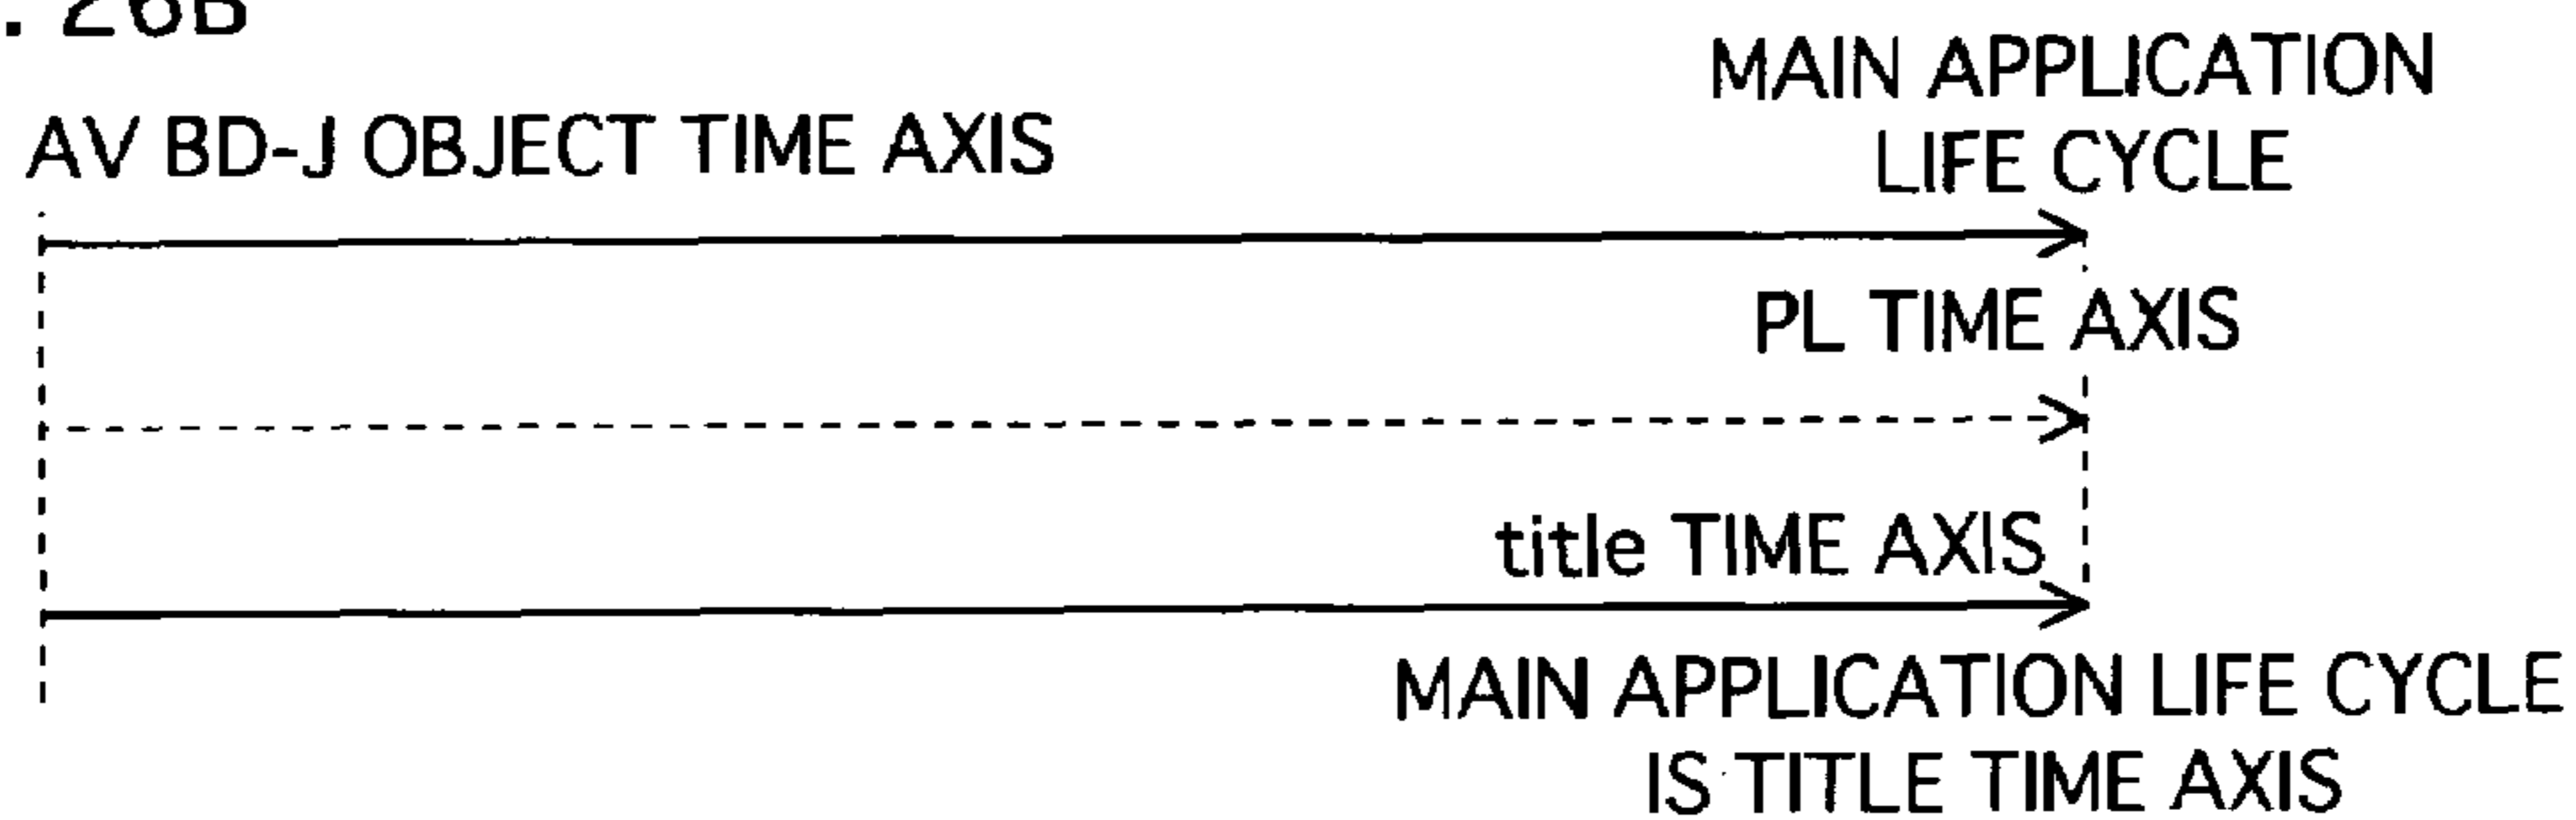 . 26B
MAIN APPLICATION
LIFE CYCLE
AV BD-J OBJECT TIME AXIS
PL TIME AXIS
title TIME AXIS
MAIN APPLICATION LIFE CYCLE
IS TITLE TIME AXIS